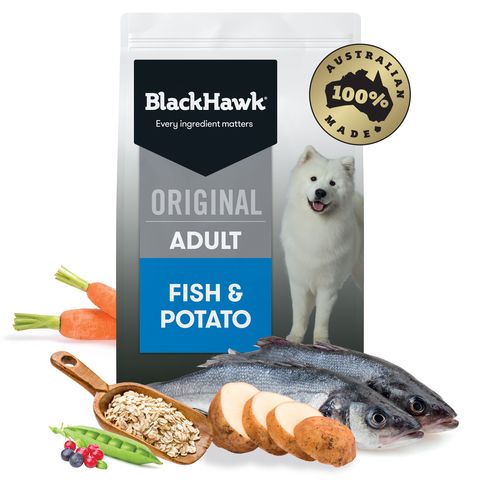 BlackHawk®
Every ingredient matters
AUSTRALIAN
100%
MADE
ORIGINAL
ADULT
FISH &
POTATO